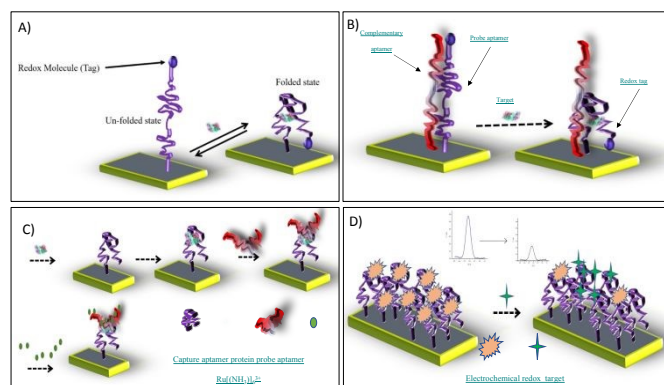 A)
Redox Molecule (Tag)
Folded state
Un-folded state
B)
Complementary
aptamer
Probe aptamer
Target
Redox tag
C)
Capture aptamer protein probe aptamer
D)
Electrochemical redox target